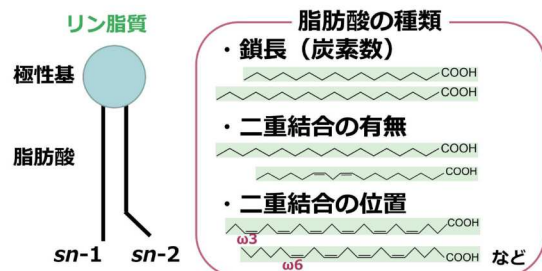 リン脂質
極性基
脂肪酸
sn-1
sn-2
脂肪酸の種類
・鎖長（炭素数）
COOH
COOH
・二重結合の有無
COOH
COOH
・二重結合の位置
COOH
ω3
COOH
ω6
など